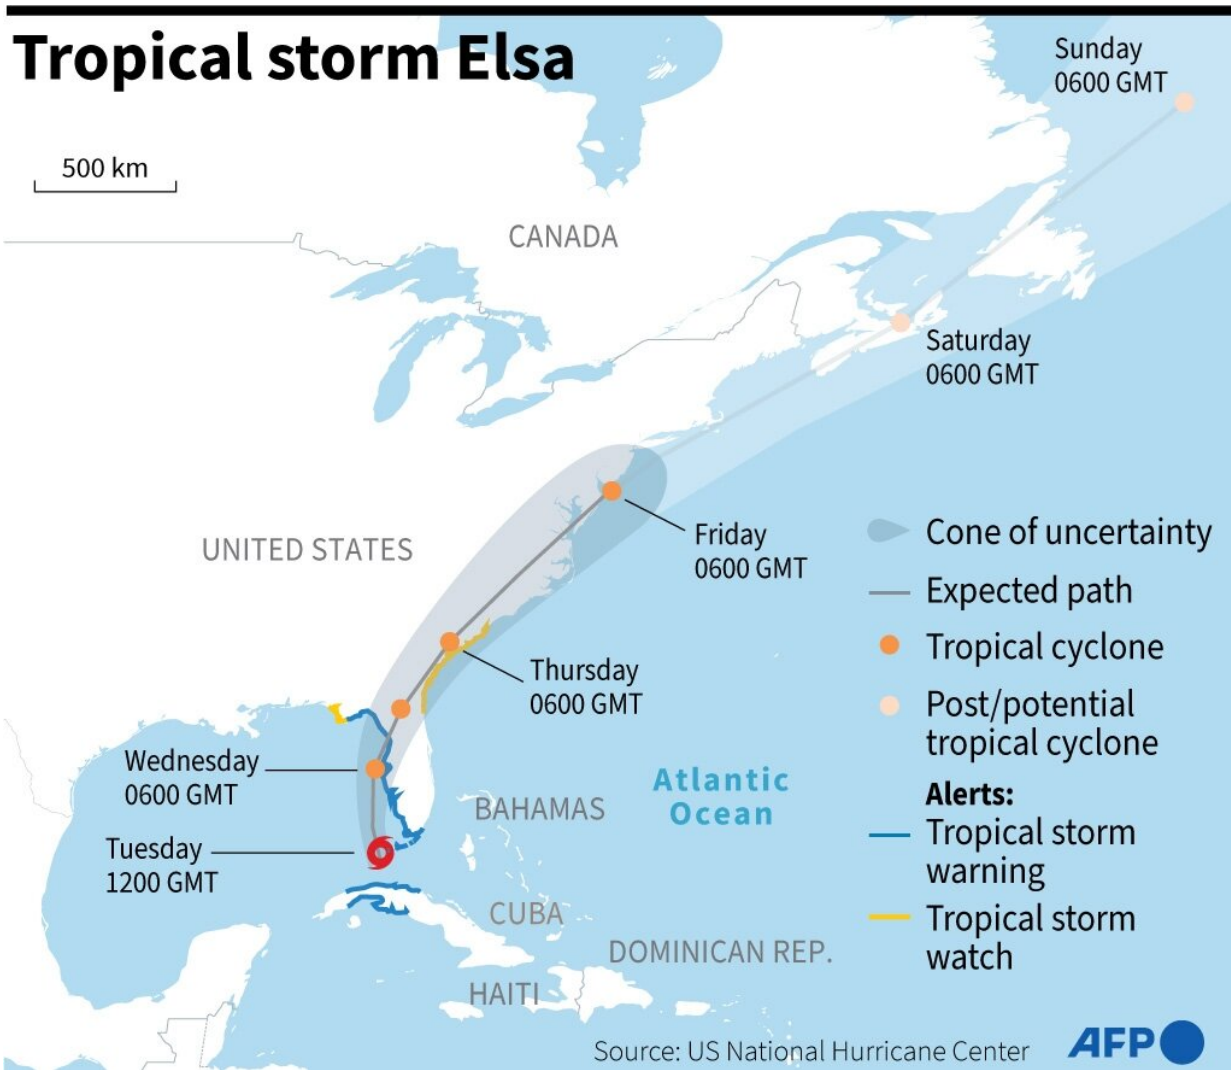 Tropical storm Elsa
500 km
Sunday
0600 GMT
CANADA
Saturday
0600 GMT
UNITED STATES
Friday
0600 GMT
Thursday
0600 GMT
Wednesday
0600 GMT
Tuesday
1200 GMT
BAHAMAS
Atlantic
Ocean
CUBA
DOMINICAN REP.
HAITI
Cone of uncertainty
Expected path
Tropical cyclone
Post/potential
tropical cyclone
Alerts:
Tropical storm
warning
Tropical storm
watch
Source: US National Hurricane Center
AFP